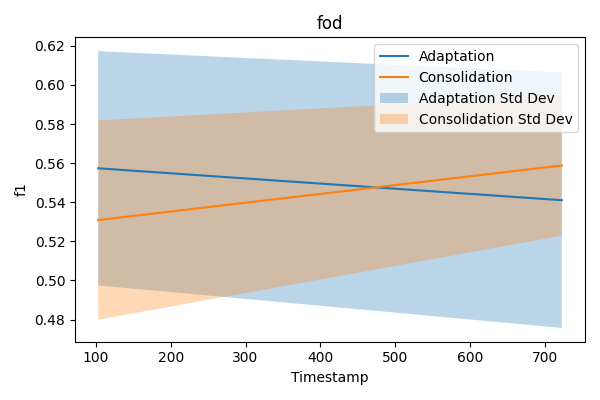 fod
0.62
0.60
0.58
0.56
0.54
0.52
0.50
0.48
f1
Adaptation
Consolidation
Adaptation Std Dev
Consolidation Std Dev
100 200 300 400 500 600 700
Timestamp